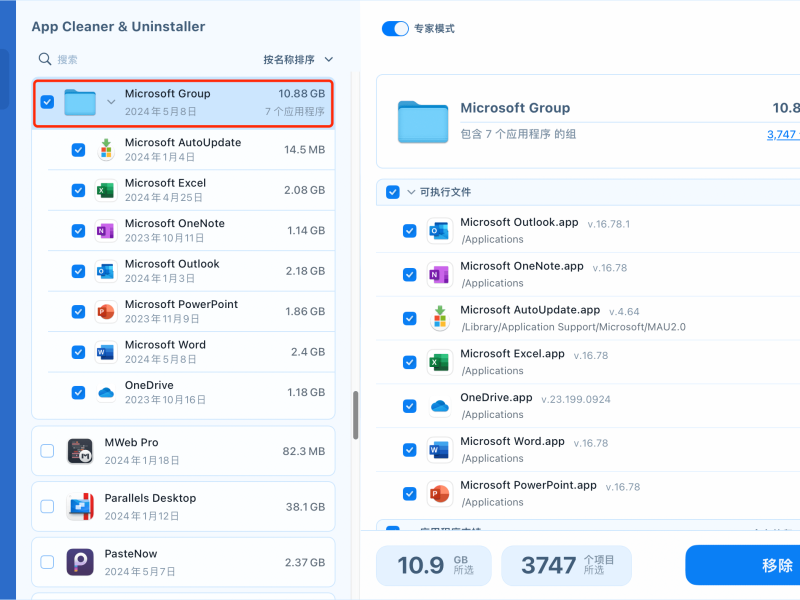 App Cleaner & Uninstaller
搜索
按名称排序
Microsoft Group
10.88 GB
2024年5月8日
7 个应用程序
Microsoft AutoUpdate
2024年1月4日
14.5 MB
Microsoft Excel
2024年4月25日
2.08 GB
Microsoft OneNote
2023年10月11日
1.14 GB
Microsoft Outlook
2024年1月3日
2.18 GB
Microsoft PowerPoint
2023年11月9日
1.86 GB
Microsoft Word
2024年5月8日
2.4 GB
OneDrive
2023年10月16日
1.18 GB
MWeb Pro
2024年1月18日
82.3 MB
Parallels Desktop
2024年1月12日
38.1 GB
PasteNow
2024年5月7日
2.37 GB
专家模式
Microsoft Group
10.8
包含 7 个应用程序 的组
3,747
可执行文件
Microsoft Outlook.app v.16.78.1
/Applications
Microsoft OneNote.app v.16.78
/Applications
Microsoft AutoUpdate.app v.4.64
/Library/Application Support/Microsoft/MAU2.0
Microsoft Excel.app v.16.78
/Applications
OneDrive.app v.23.199.0924
/Applications
Microsoft Word.app v.16.78
/Applications
Microsoft PowerPoint.app v.16.78
/Applications
10.9 GB 所选
3747 个项目 所选
移除